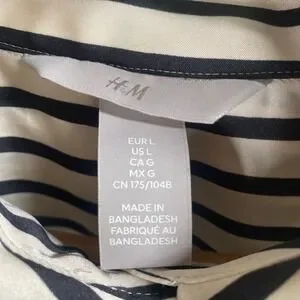 H&M
EUR L
US L
CA G
MX G
CN 175/104B
MADE IN
BANGLADESH
FABRIQUÉ AU
BANGLADESH